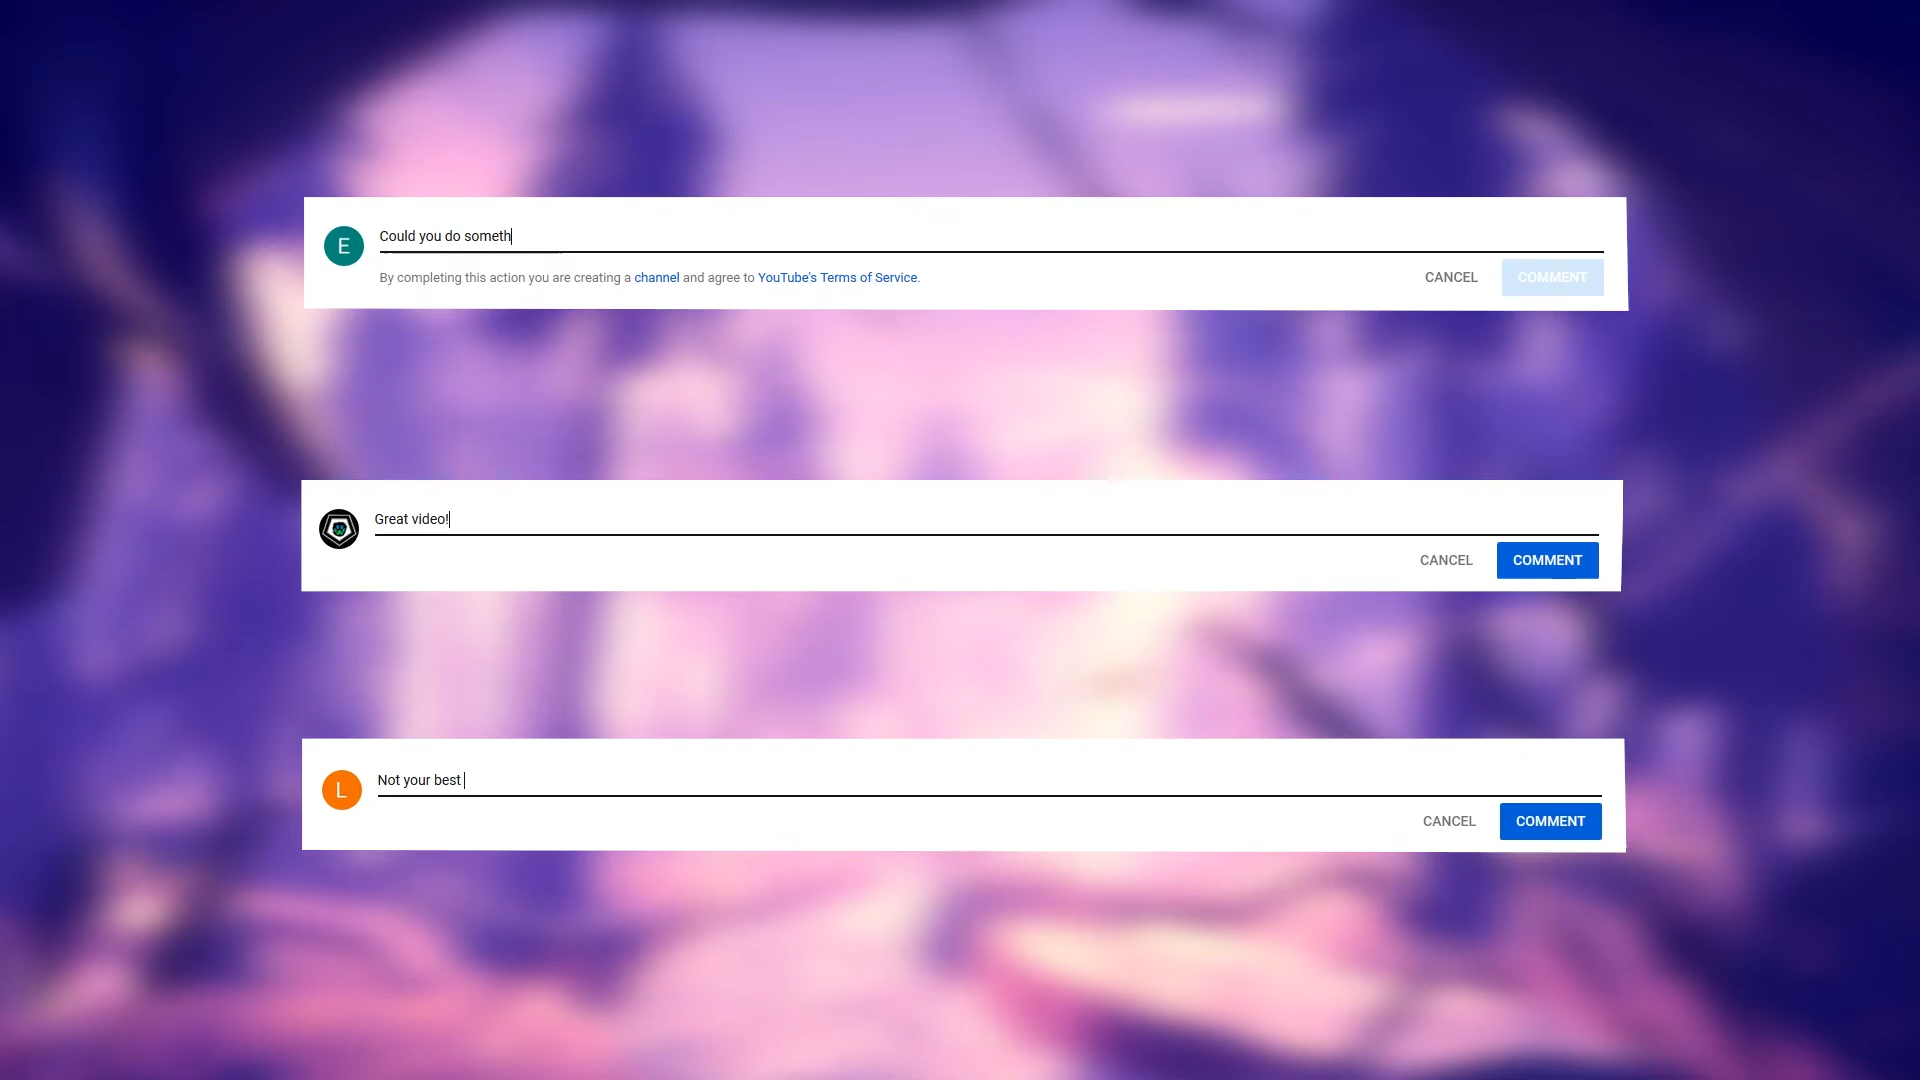 E
Could you do someth
By completing this action you are creating a channel and agree to YouTube's Terms of Service.
CANCEL COMMENT
Great video!
CANCEL COMMENT
L
Not your best
CANCEL COMMENT